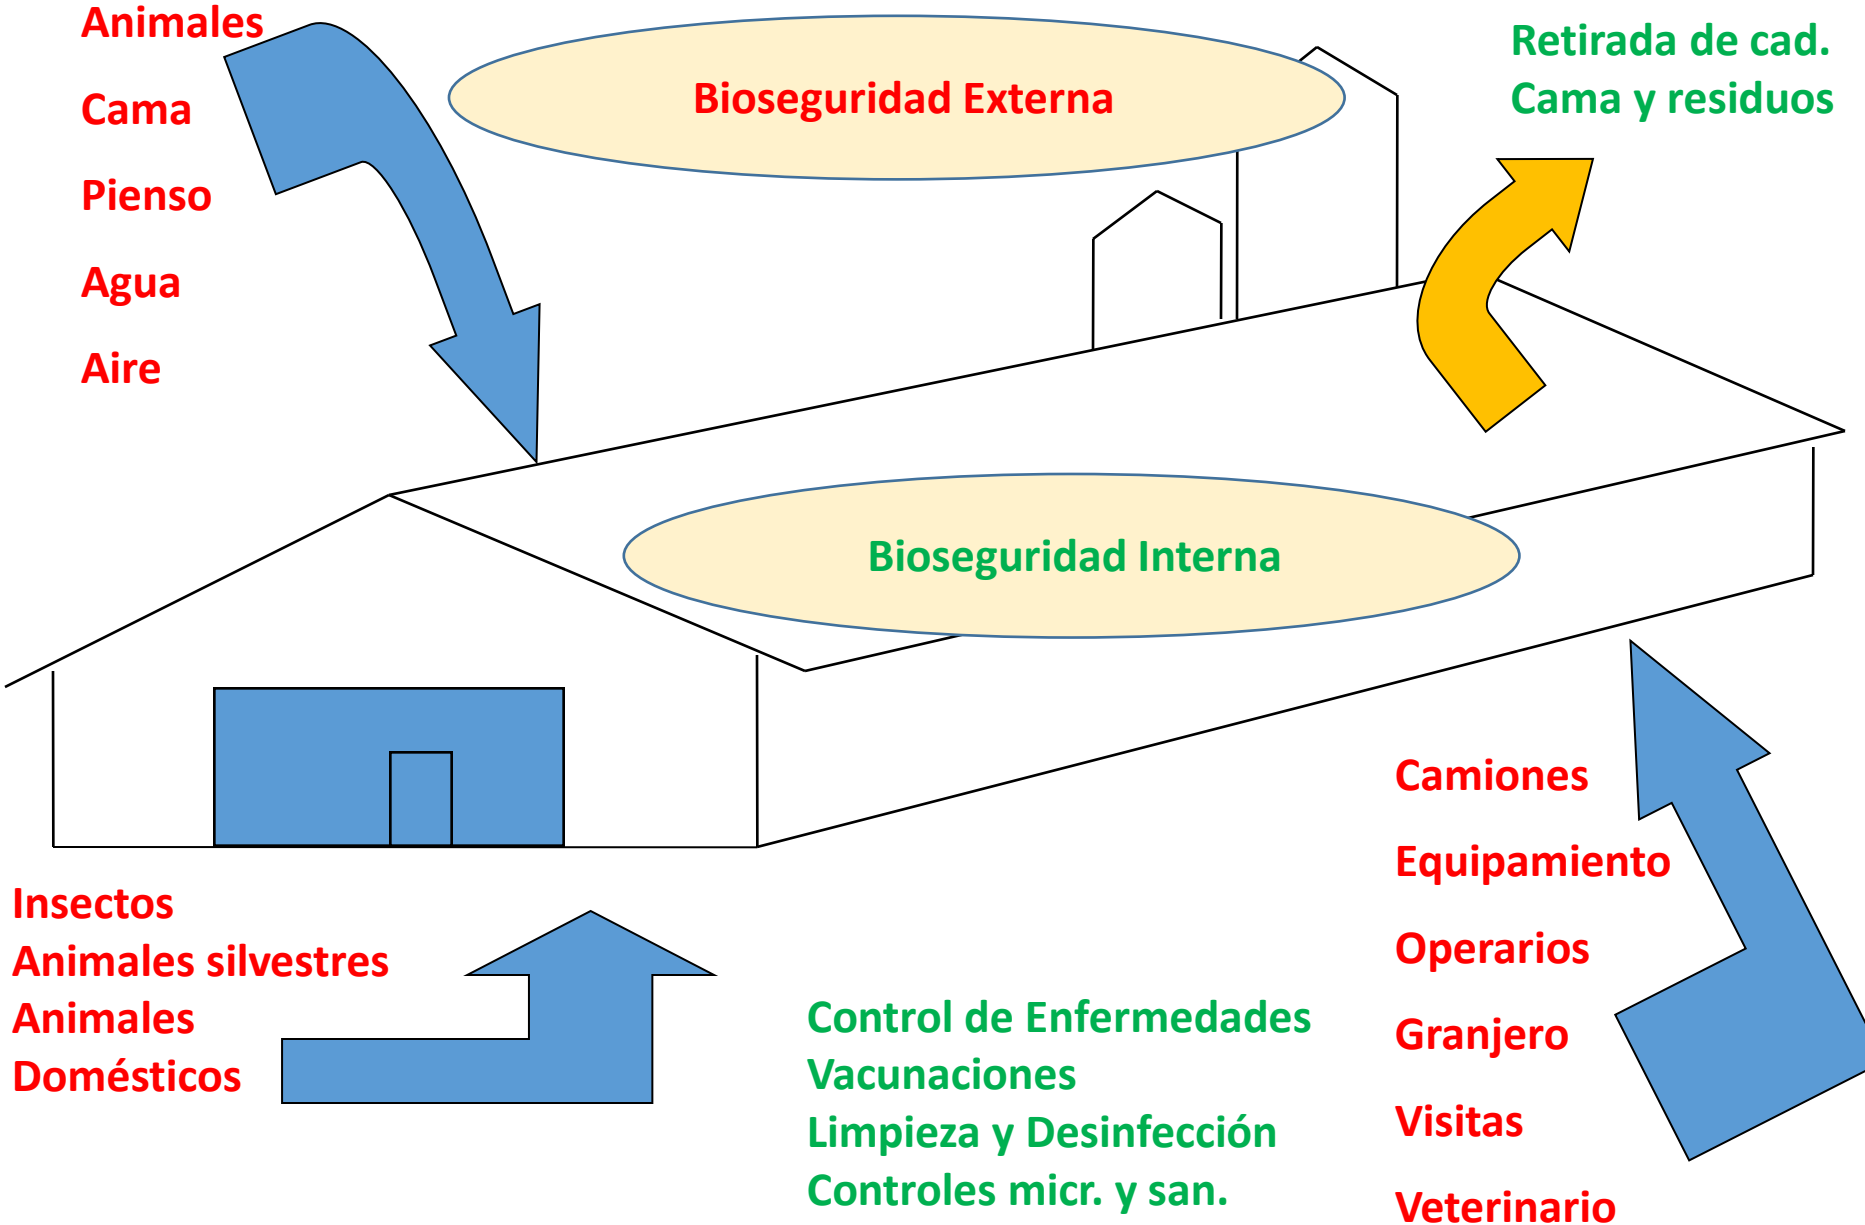 Animales
Cama
Pienso
Agua
Aire
Bioseguridad Externa
Retirada de cad.
Cama y residuos
Bioseguridad Interna
Insectos
Animales silvestres
Animales
Domésticos
Control de Enfermedades
Vacunaciones
Limpieza y Desinfección
Controles micr. y san.
Camiones
Equipamiento
Operarios
Granjero
Visitas
Veterinario